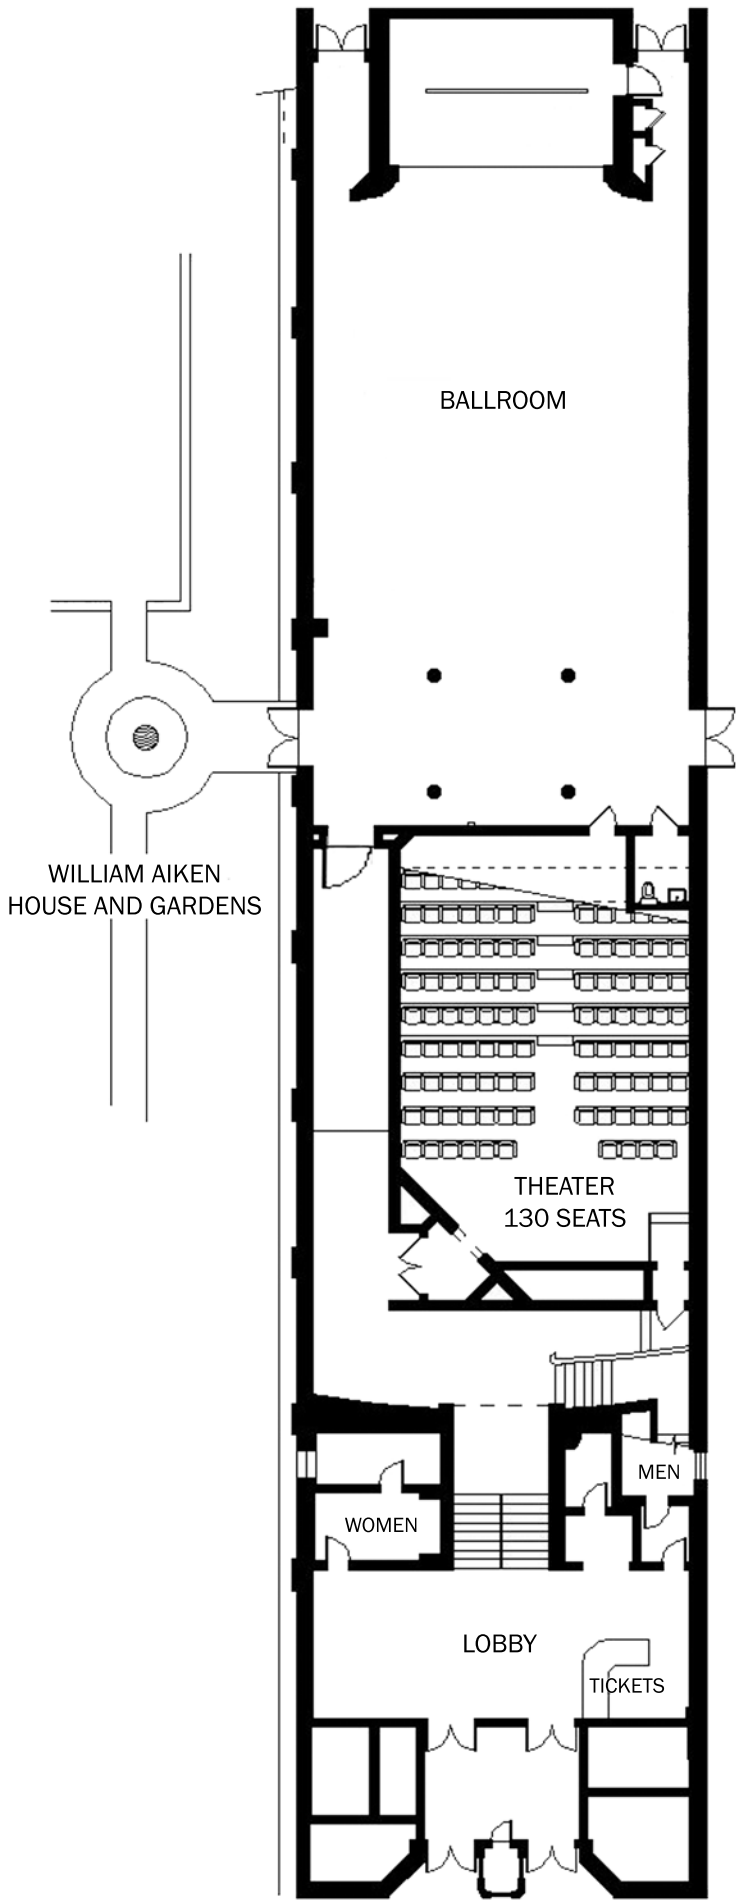 BALLROOM
WILLIAM AIKEN
HOUSE AND GARDENS
THEATER
130 SEATS
MEN
WOMEN
LOBBY
TICKETS